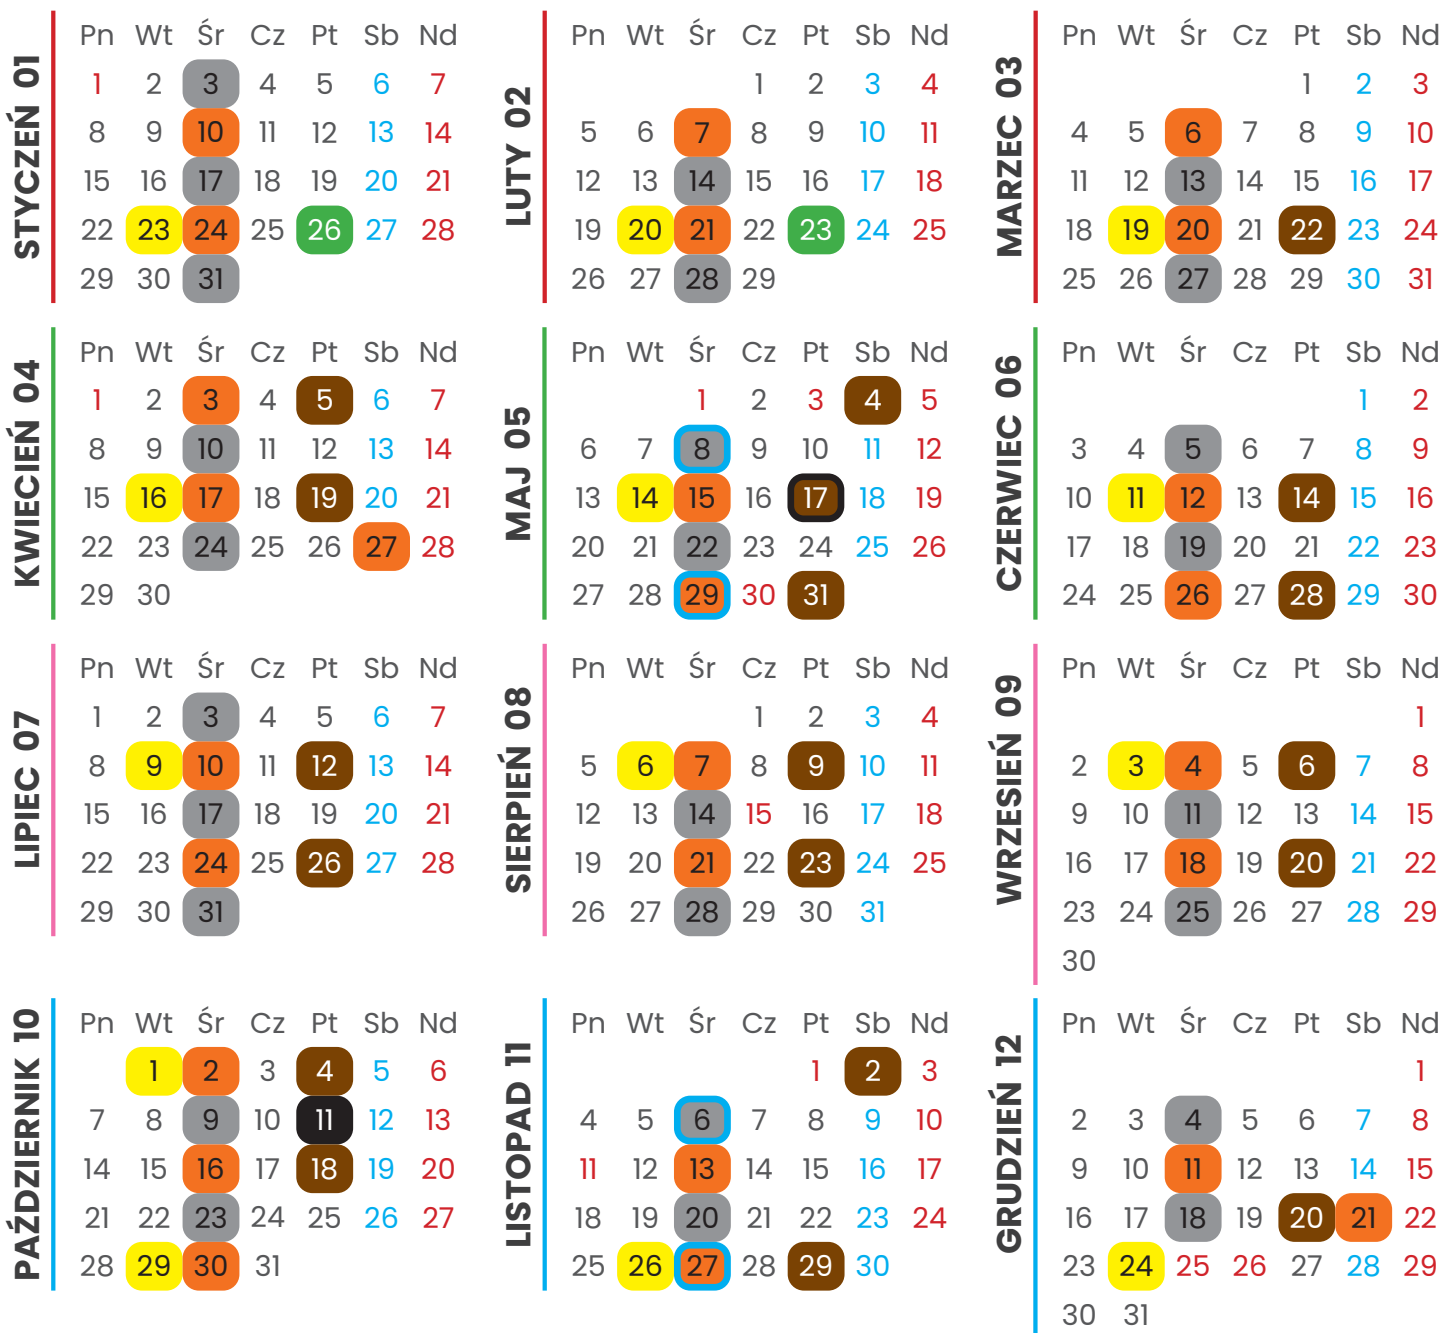 STYCZEŃ 01
Pn Wt Śr Cz Pt Sb Nd
1 2 3 4 5 6 7
8 9 10 11 12 13 14
15 16 17 18 19 20 21
22 23 24 25 26 27 28
29 30 31
LUTY 02
Pn Wt Śr Cz Pt Sb Nd
1 2 3 4
5 6 7 8 9 10 11
12 13 14 15 16 17 18
19 20 21 22 23 24 25
26 27 28 29
MARZEC 03
Pn Wt Śr Cz Pt Sb Nd
1 2 3
4 5 6 7 8 9 10
11 12 13 14 15 16 17
18 19 20 21 22 23 24
25 26 27 28 29 30 31
KWIECIEŃ 04
Pn Wt Śr Cz Pt Sb Nd
1 2 3 4 5 6 7
8 9 10 11 12 13 14
15 16 17 18 19 20 21
22 23 24 25 26 27 28
29 30
MAJ 05
Pn Wt Śr Cz Pt Sb Nd
1 2 3 4 5
6 7 8 9 10 11 12
13 14 15 16 17 18 19
20 21 22 23 24 25 26
27 28 29 30 31
CZERWIEC 06
Pn Wt Śr Cz Pt Sb Nd
1 2
3 4 5 6 7 8 9
10 11 12 13 14 15 16
17 18 19 20 21 22 23
24 25 26 27 28 29 30
LIPIEC 07
Pn Wt Śr Cz Pt Sb Nd
1 2 3 4 5 6 7
8 9 10 11 12 13 14
15 16 17 18 19 20 21
22 23 24 25 26 27 28
29 30 31
SIERPIEŃ 08
Pn Wt Śr Cz Pt Sb Nd
1 2 3 4
5 6 7 8 9 10 11
12 13 14 15 16 17 18
19 20 21 22 23 24 25
26 27 28 29 30 31
WRZESIEŃ 09
Pn Wt Śr Cz Pt Sb Nd
1
2 3 4 5 6 7 8
9 10 11 12 13 14 15
16 17 18 19 20 21 22
23 24 25 26 27 28 29
30
PAŹDZIERNIK 10
Pn Wt Śr Cz Pt Sb Nd
1 2 3 4 5 6
7 8 9 10 11 12 13
14 15 16 17 18 19 20
21 22 23 24 25 26 27
28 29 30 31
LISTOPAD 11
Pn Wt Śr Cz Pt Sb Nd
1 2 3
4 5 6 7 8 9 10
11 12 13 14 15 16 17
18 19 20 21 22 23 24
25 26 27 28 29 30
GRUDZIEŃ 12
Pn Wt Śr Cz Pt Sb Nd
1
2 3 4 5 6 7 8
9 10 11 12 13 14 15
16 17 18 19 20 21 22
23 24 25 26 27 28 29
30 31